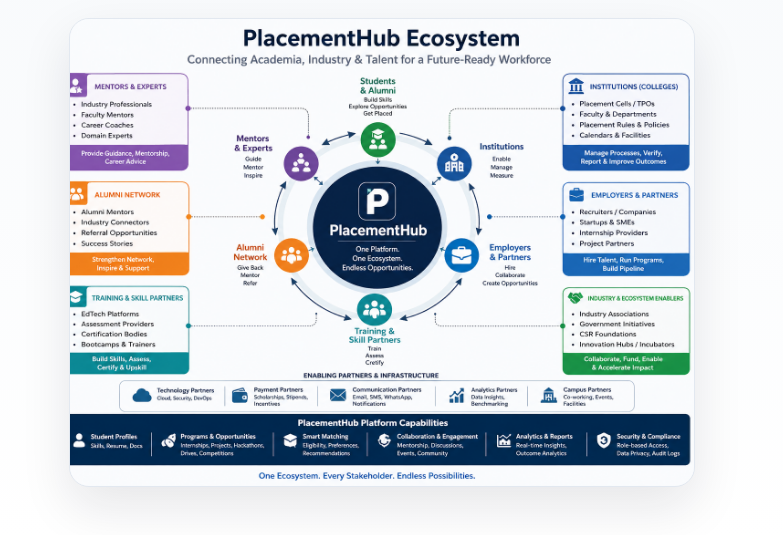 PlacementHub Ecosystem
Connecting Academia, Industry & Talent for a Future-Ready Workforce
MENTORS & EXPERTS
• Industry Professionals
• Faculty Mentors
• Career Coaches
• Domain Experts
Provide Guidance, Mentorship,
Career Advice
ALUMNI NETWORK
• Alumni Mentors
• Industry Connectors
• Referral Opportunities
• Success Stories
Strengthen Network,
Inspire & Support
TRAINING & SKILL PARTNERS
• EdTech Platforms
• Assessment Providers
• Certification Bodies
• Bootcamps & Trainers
Build Skills, Assess,
Certify & Upskill
Students
& Alumni
Build Skills
Explore Opportunities
Get Placed
Mentors
& Experts
Guide
Mentor
Inspire
Institutions
Enable
Manage
Measure
P
PlacementHub
One Platform.
One Ecosystem.
Endless Opportunities.
Alumni
Network
Give Back
Mentor
Refer
Employers
& Partners
Hire
Collaborate
Create Opportunities
Training &
Skill Partners
Train
Assess
Cretify
INSTITUTIONS (COLLEGES)
• Placement Cells / TPOs
• Faculty & Departments
• Placement Rules & Policies
• Calendars & Facilities
Manage Processes, Verify,
Report & Improve Outcomes
EMPLOYERS & PARTNERS
• Recruiters / Companies
• Startups & SMEs
• Internship Providers
• Project Partners
Hire Talent, Run Programs,
Build Pipeline
INDUSTRY & ECOSYSTEM ENABLERS
• Industry Associations
• Government Initiatives
• CSR Foundations
• Innovation Hubs / Incubators
Collaborate, Fund, Enable
& Accelerate Impact
ENABLING PARTNERS & INFRASTRUCTURE
Technology Partners
Cloud, Security, DevOps
Payment Partners
Scholarships, Stipends,
Incentives
Communication Partners
Email, SMS, WhatsApp,
Notifications
Analytics Partners
Data Insights,
Benchmarking
Campus Partners
Co-working, Events,
Facilities
PlacementHub Platform Capabilities
Student Profiles
Skills, Resume, Docs
Programs & Opportunities
Internships, Projects, Hackathons,
Drives, Competitions
Smart Matching
Eligibility, Preferences,
Recommendations
Collaboration & Engagement
Mentorship, Discussions,
Events, Community
Analytics & Reports
Real-time Insights,
Outcome Analytics
Security & Compliance
Role-based Access,
Data Privacy, Audit Logs
One Ecosystem. Every Stakeholder. Endless Possibilities.